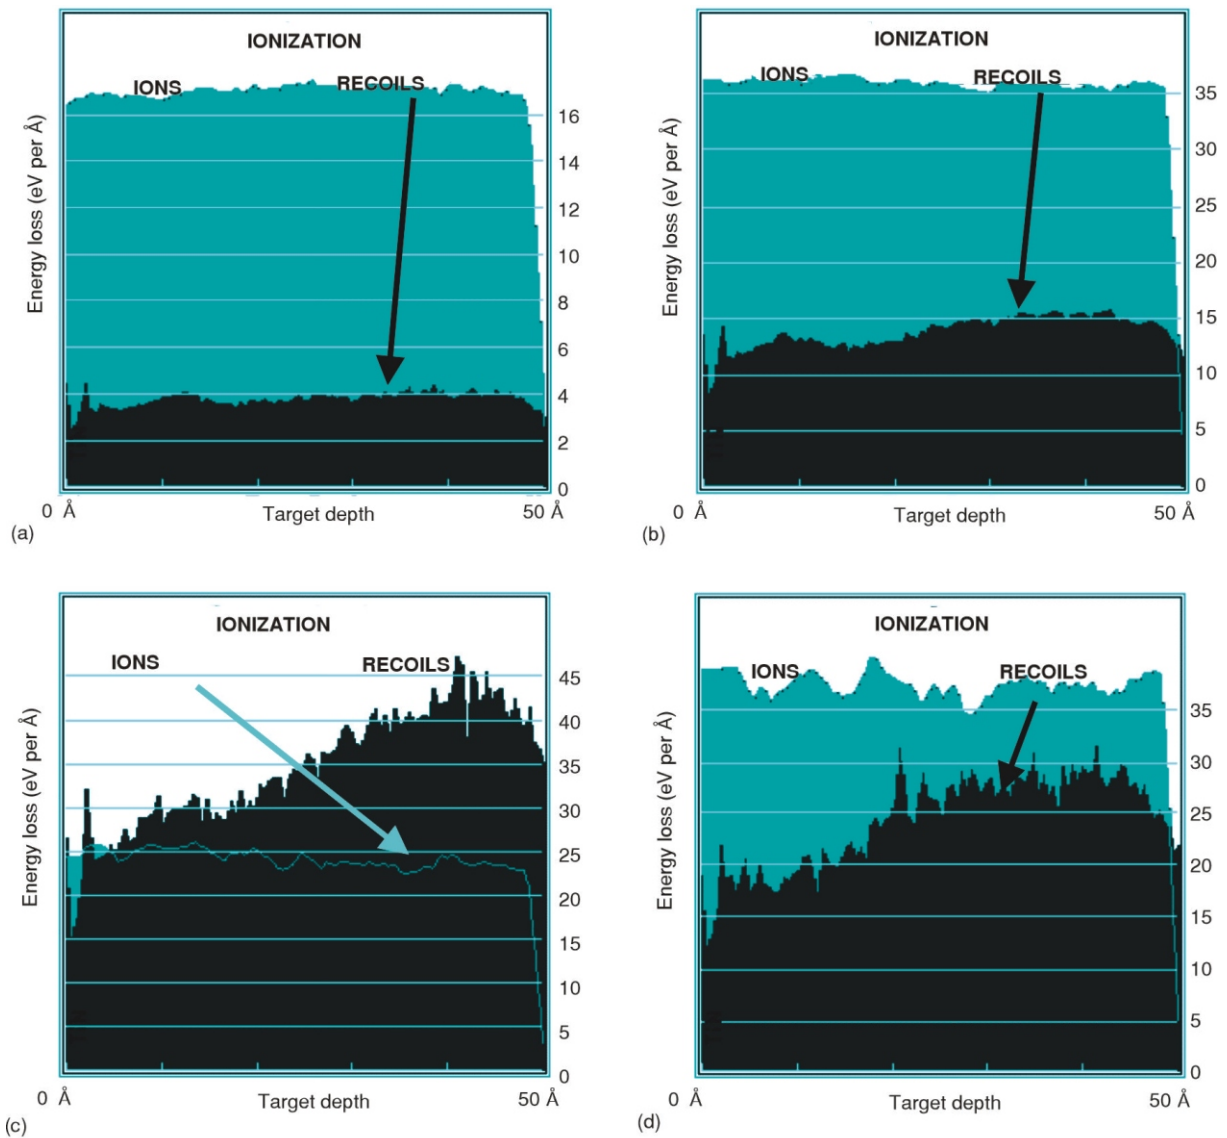 IONIZATION
IONS
RECOILS
Energy loss (eV per Å)
16
14
12
10
8
6
4
2
0
0 Å
Target depth
50 Å
(a)
IONIZATION
IONS
RECOILS
Energy loss (eV per Å)
35
30
25
20
15
10
5
0
0 Å
Target depth
50 Å
(b)
IONIZATION
IONS
RECOILS
Energy loss (eV per Å)
45
40
35
30
25
20
15
10
5
0
0 Å
Target depth
50 Å
(c)
IONIZATION
IONS
RECOILS
Energy loss (eV per Å)
35
30
25
20
15
10
5
0
0 Å
Target depth
50 Å
(d)